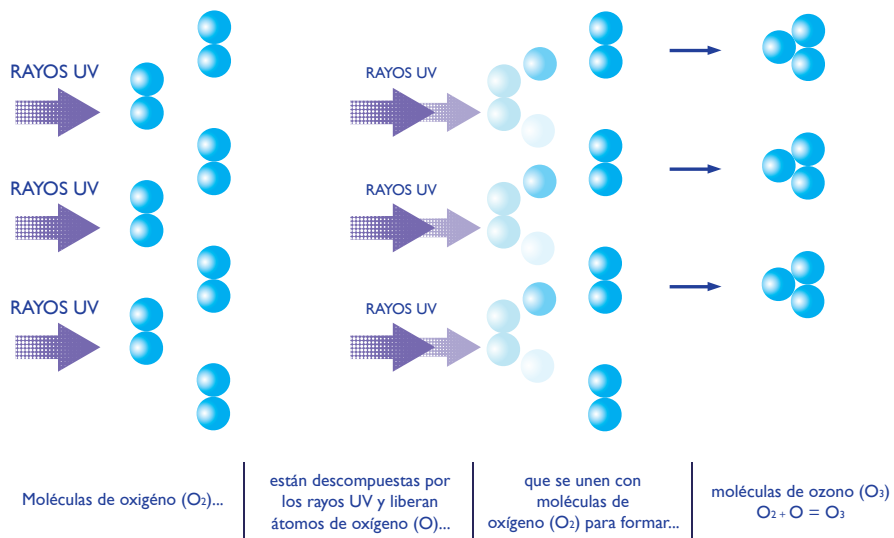 RAYOS UV
RAYOS UV
RAYOS UV
RAYOS UV
RAYOS UV
RAYOS UV
Moléculas de oxigéno (O₂)...
están descompuestas por
los rayos UV y liberan
átomos de oxígeno (O)...
que se unen con
moléculas de
oxígeno (O₂) para formar...
moléculas de ozono (O₃)
O₂ + O = O₃